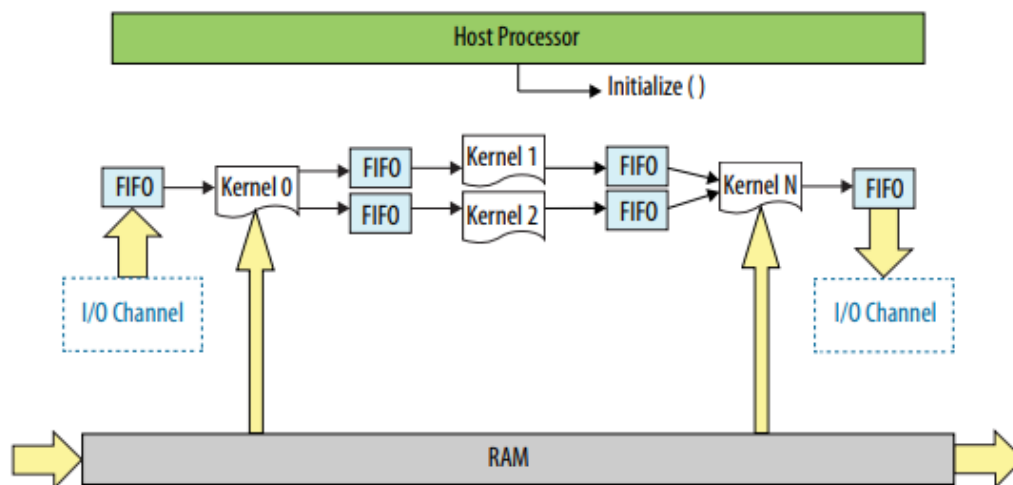 Host Processor
Initialize ( )
FIFO
Kernel 0
FIFO
Kernel 1
FIFO
Kernel N
FIFO
FIFO
Kernel 2
FIFO
I/O Channel
I/O Channel
RAM